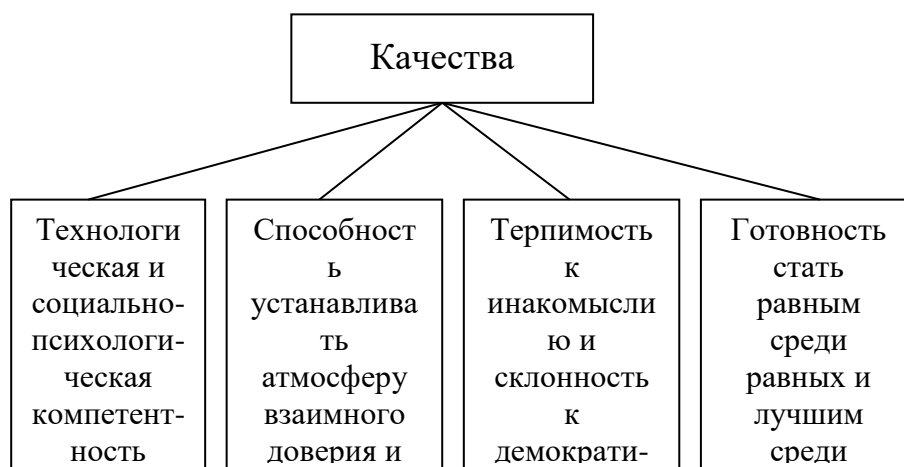 Качества
Технологи
ческая и
социально-
психологи-
ческая
компетент-
ность
Способност
ь
устанавлива
ть
атмосферу
взаимного
доверия и
Терпимость
к
инакомысли
ю и
склонность
к
демократи-
Готовность
стать
равным
среди
равных и
лучшим
среди